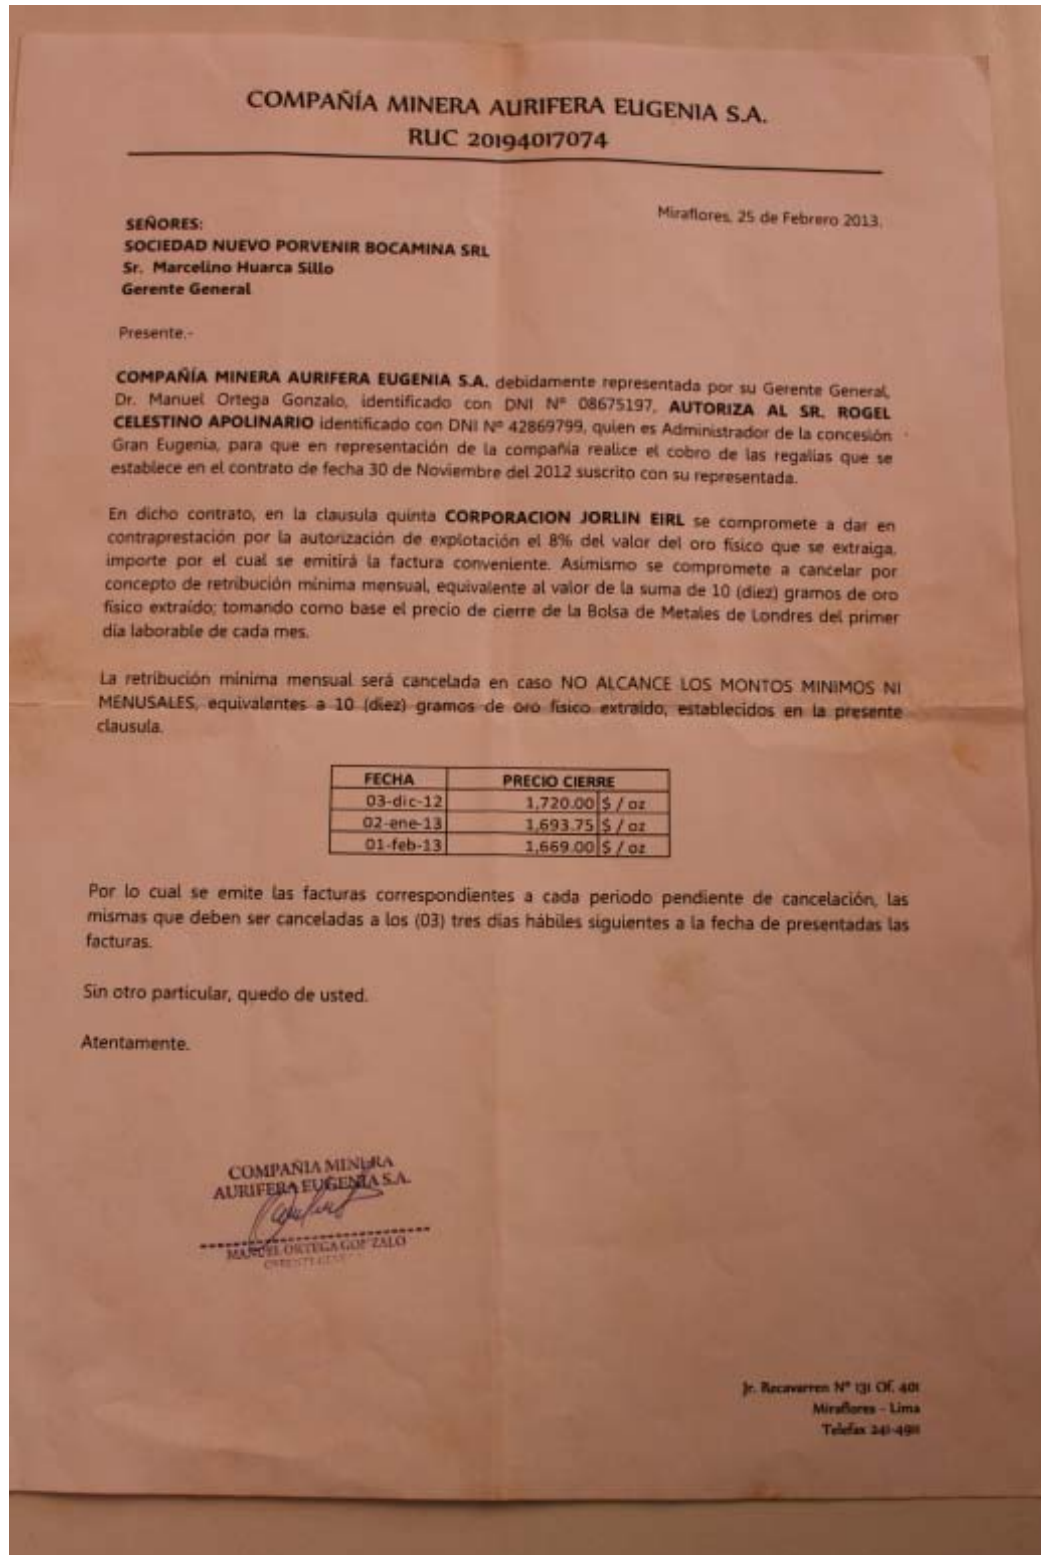 COMPAÑÍA MINERA AURIFERA EUGENIA S.A.
RUC 20194017074
Miraflores, 25 de Febrero 2013.
SEÑORES:
SOCIEDAD NUEVO PORVENIR BOCAMINA SRL
Sr. Marcelino Huarca Sillo
Gerente General
Presente.-
COMPAÑÍA MINERA AURIFERA EUGENIA S.A. debidamente representada por su Gerente General,
Dr. Manuel Ortega Gonzalo, identificado con DNI Nº 08675197, AUTORIZA AL SR. ROGEL
CELESTINO APOLINARIO identificado con DNI Nº 42869799, quien es Administrador de la concesión
Gran Eugenia, para que en representación de la compañía realice el cobro de las regalías que se
establece en el contrato de fecha 30 de Noviembre del 2012 suscrito con su representada.
En dicho contrato, en la clausula quinta CORPORACION JORLIN EIRL se compromete a dar en
contraprestación por la autorización de explotación el 8% del valor del oro físico que se extraiga,
importe por el cual se emitirá la factura conveniente. Asimismo se compromete a cancelar por
concepto de retribución mínima mensual, equivalente al valor de la suma de 10 (diez) gramos de oro
físico extraído; tomando como base el precio de cierre de la Bolsa de Metales de Londres del primer
día laborable de cada mes.
La retribución mínima mensual será cancelada en caso NO ALCANCE LOS MONTOS MINIMOS NI
MENUSALES, equivalentes a 10 (diez) gramos de oro físico extraído, establecidos en la presente
clausula.
FECHA PRECIO CIERRE
03-dic-12 1,720.00 $ / oz
02-ene-13 1,693.75 $ / oz
01-feb-13 1,669.00 $ / oz
Por lo cual se emite las facturas correspondientes a cada periodo pendiente de cancelación, las
mismas que deben ser canceladas a los (03) tres días hábiles siguientes a la fecha de presentadas las
facturas.
Sin otro particular, quedo de usted.
Atentamente.
COMPAÑIA MINERA
AURIFERA EUGENIA S.A.
MANUEL ORTEGA GONZALO
Jr. Recavarren Nº 131 Of. 401
Miraflores - Lima
Telefax 241-4911